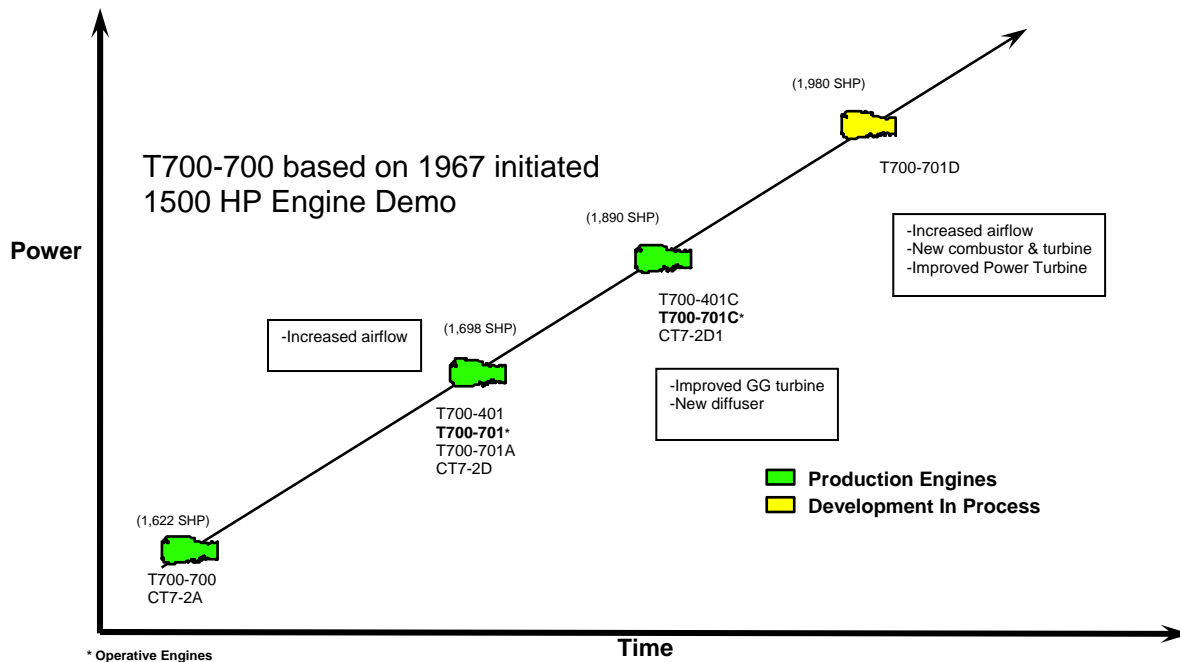 (1,980 SHP)
T700-701D
T700-700 based on 1967 initiated
1500 HP Engine Demo
(1,890 SHP)
Power
-Increased airflow
-New combustor & turbine
-Improved Power Turbine
T700-401C
T700-701C*
CT7-2D1
-Increased airflow
(1,698 SHP)
-Improved GG turbine
-New diffuser
T700-401
T700-701*
T700-701A
CT7-2D
Production Engines
Development In Process
(1,622 SHP)
T700-700
CT7-2A
Time
* Operative Engines